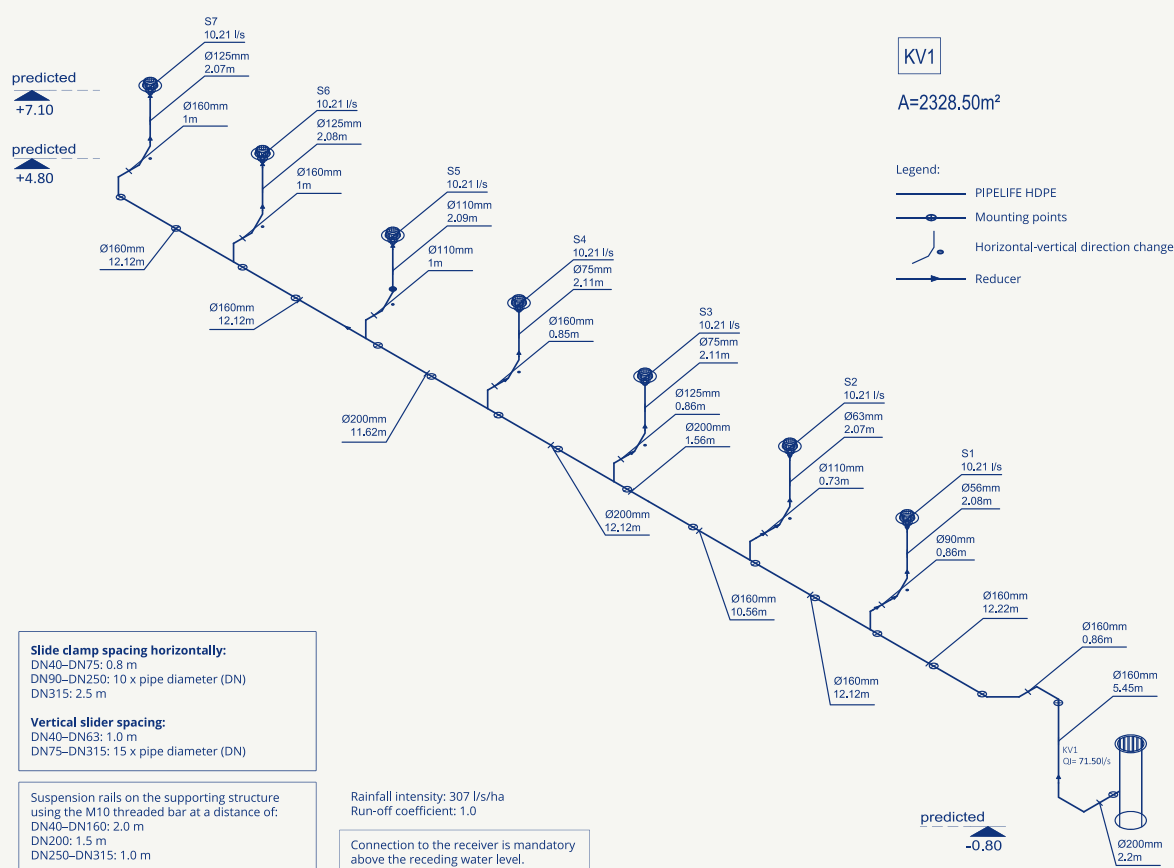 S7
10.21 l/s
Ø125mm
2.07m
Ø160mm
1m
predicted
+7.10
predicted
+4.80
S6
10.21 l/s
Ø125mm
2.08m
Ø160mm
1m
S5
10.21 l/s
Ø110mm
2.09m
Ø110mm
1m
S4
10.21 l/s
Ø75mm
2.11m
Ø160mm
0.85m
S3
10.21 l/s
Ø75mm
2.11m
Ø125mm
0.86m
Ø200mm
1.56m
S2
10.21 l/s
Ø63mm
2.07m
Ø110mm
0.73m
S1
10.21 l/s
Ø56mm
2.08m
Ø90mm
0.86m
Ø160mm
12.12m
Ø160mm
12.12m
Ø200mm
11.62m
Ø200mm
12.12m
Ø160mm
10.56m
Ø160mm
12.12m
Ø160mm
12.22m
Ø160mm
0.86m
Ø160mm
5.45m
KV1
QI= 71.50l/s
predicted
-0.80
Ø200mm
2.2m
KV1
A=2328.50m²
Legend:
PIPELIFE HDPE
Mounting points
Horizontal-vertical direction change
Reducer
Slide clamp spacing horizontally:
DN40–DN75: 0.8 m
DN90–DN250: 10 x pipe diameter (DN)
DN315: 2.5 m
Vertical slider spacing:
DN40–DN63: 1.0 m
DN75–DN315: 15 x pipe diameter (DN)
Suspension rails on the supporting structure
using the M10 threaded bar at a distance of:
DN40–DN160: 2.0 m
DN200: 1.5 m
DN250–DN315: 1.0 m
Rainfall intensity: 307 l/s/ha
Run-off coefficient: 1.0
Connection to the receiver is mandatory
above the receding water level.